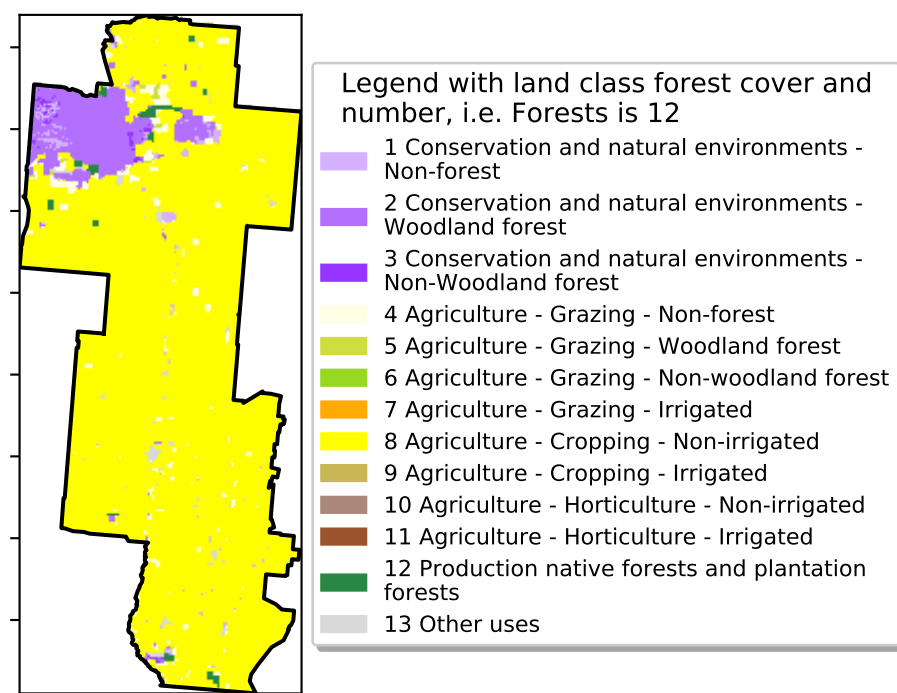 Legend with land class forest cover and
number, i.e. Forests is 12
1 Conservation and natural environments -
Non-forest
2 Conservation and natural environments -
Woodland forest
3 Conservation and natural environments -
Non-Woodland forest
4 Agriculture - Grazing - Non-forest
5 Agriculture - Grazing - Woodland forest
6 Agriculture - Grazing - Non-woodland forest
7 Agriculture - Grazing - Irrigated
8 Agriculture - Cropping - Non-irrigated
9 Agriculture - Cropping - Irrigated
10 Agriculture - Horticulture - Non-irrigated
11 Agriculture - Horticulture - Irrigated
12 Production native forests and plantation
forests
13 Other uses